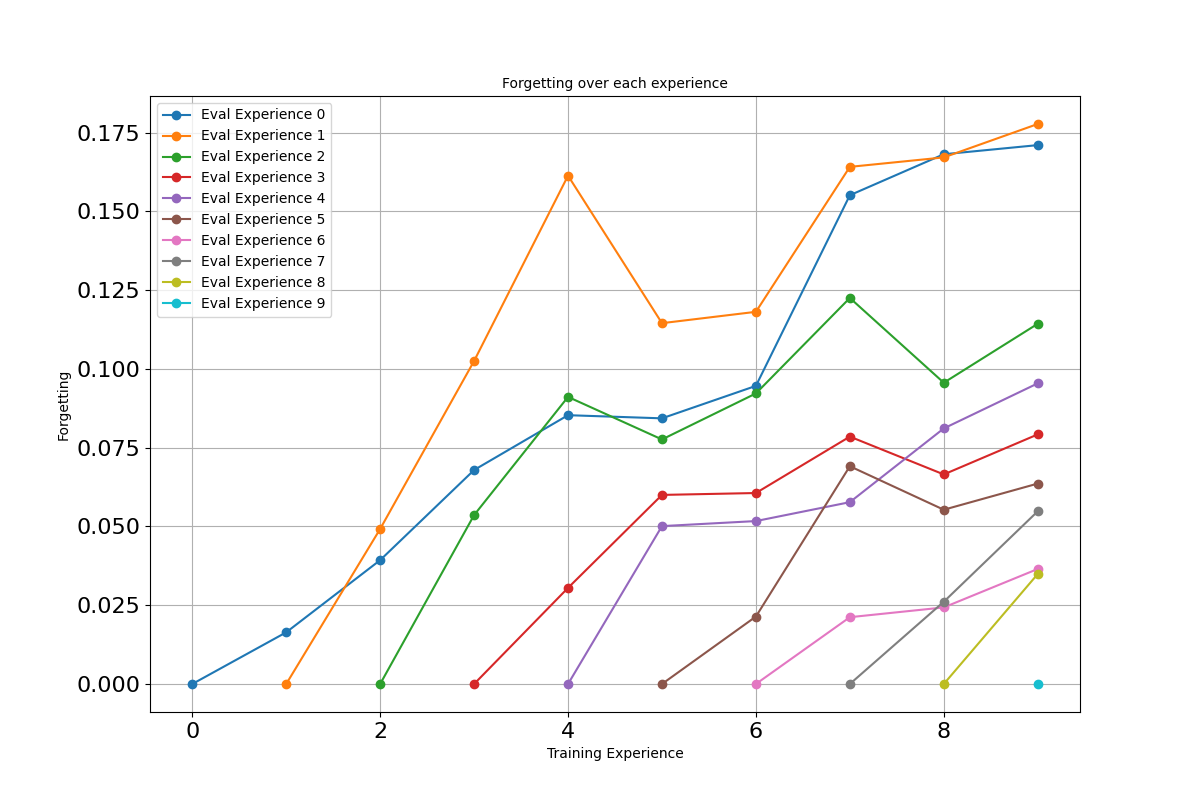 Forgetting over each experience
Eval Experience 0
Eval Experience 1
Eval Experience 2
Eval Experience 3
Eval Experience 4
Eval Experience 5
Eval Experience 6
Eval Experience 7
Eval Experience 8
Eval Experience 9
0.175
0.150
0.125
0.100
0.075
0.050
0.025
0.000
Forgetting
0 2 4 6 8
Training Experience